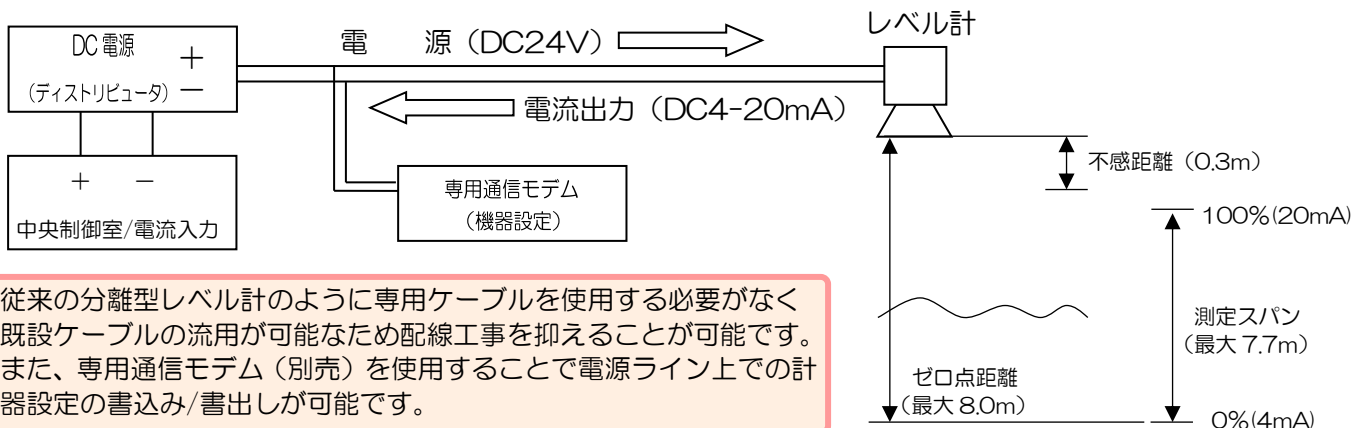 レベル計
DC電源
+
(ディストリビュータ) −
電　源（DC24V）
電流出力（DC4-20mA）
+ −
中央制御室/電流入力
専用通信モデム
（機器設定）
不感距離（0.3m）
100%(20mA)
測定スパン
（最大7.7m）
ゼロ点距離
（最大8.0m）
0%(4mA)
従来の分離型レベル計のように専用ケーブルを使用する必要がなく
既設ケーブルの流用が可能なため配線工事を抑えることが可能です。
また、専用通信モデム（別売）を使用することで電源ライン上での計
器設定の書込み/書出しが可能です。